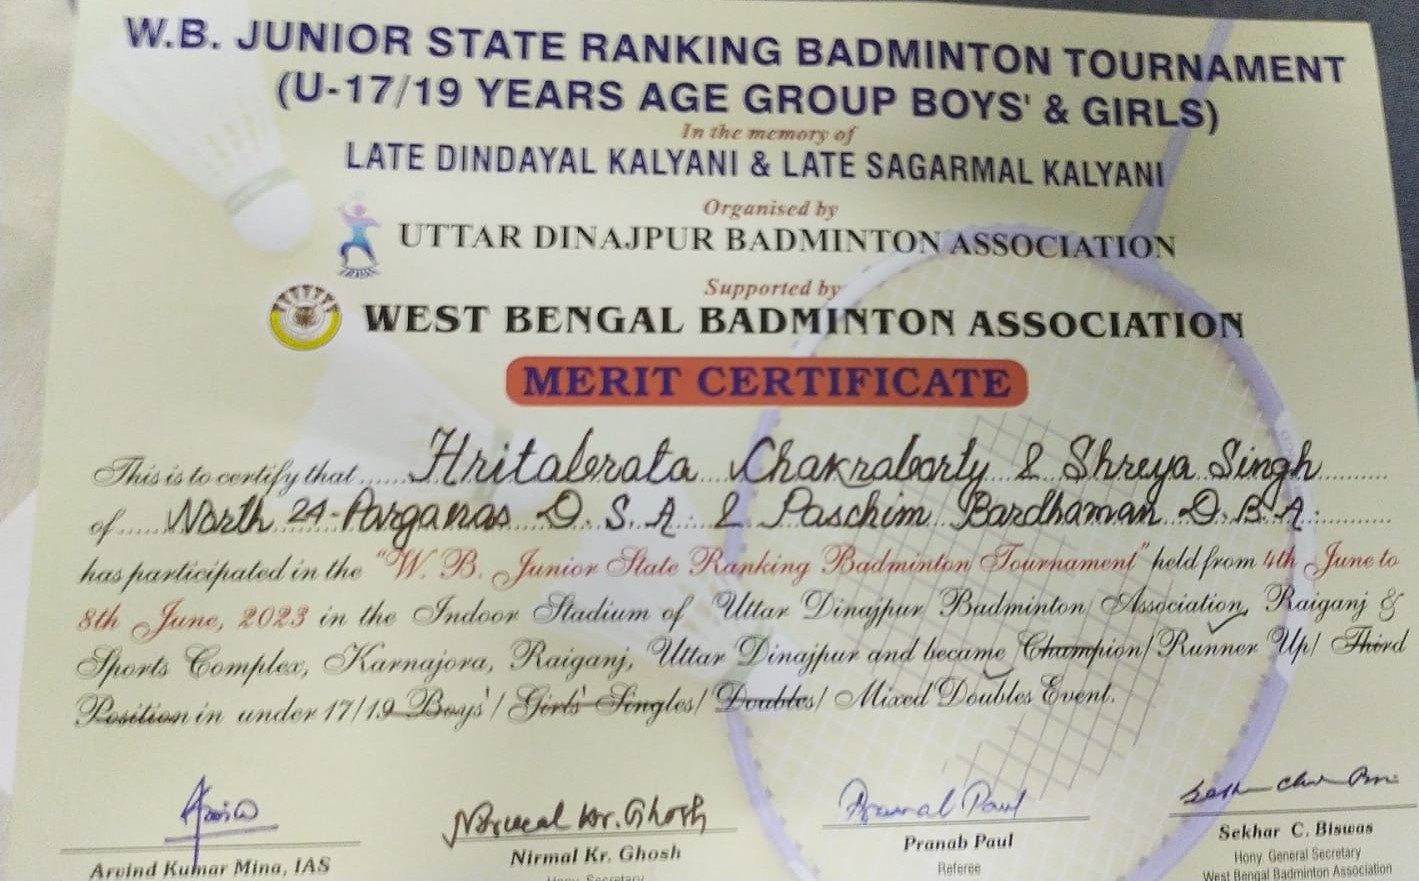 W.B. JUNIOR STATE RANKING BADMINTON TOURNAMENT
(U-17/19 YEARS AGE GROUP BOYS' & GIRLS)
In the memory of
LATE DINDAYAL KALYANI & LATE SAGARMAL KALYANI
Organised by
UTTAR DINAJPUR BADMINTON ASSOCIATION
Supported by
WEST BENGAL BADMINTON ASSOCIATION
MERIT CERTIFICATE
This is to certify that ...... Hritabrata Chakraborty & Shreya Singh
of ...... North 24-Parganas D.S.A. & Paschim Bardhaman D.B.A.
has participated in the "W. B. Junior State Ranking Badminton Tournament" held from 4th June to
8th June, 2023 in the Indoor Stadium of Uttar Dinajpur Badminton Association, Raiganj &
Sports Complex, Karnajora, Raiganj, Uttar Dinajpur and became Champion/ Runner Up/ Third
Position in under 17/19 Boys'/ Girls' Singles/ Doubles/ Mixed Doubles Event.
Nirmal Kr. Ghosh
Pranab Paul
Arvind Kumar Mina, IAS
Nirmal Kr. Ghosh
Pranab Paul
Sekhar C. Biswas
Hony. Secretary
Referee
Hony. General Secretary
West Bengal Badminton Association